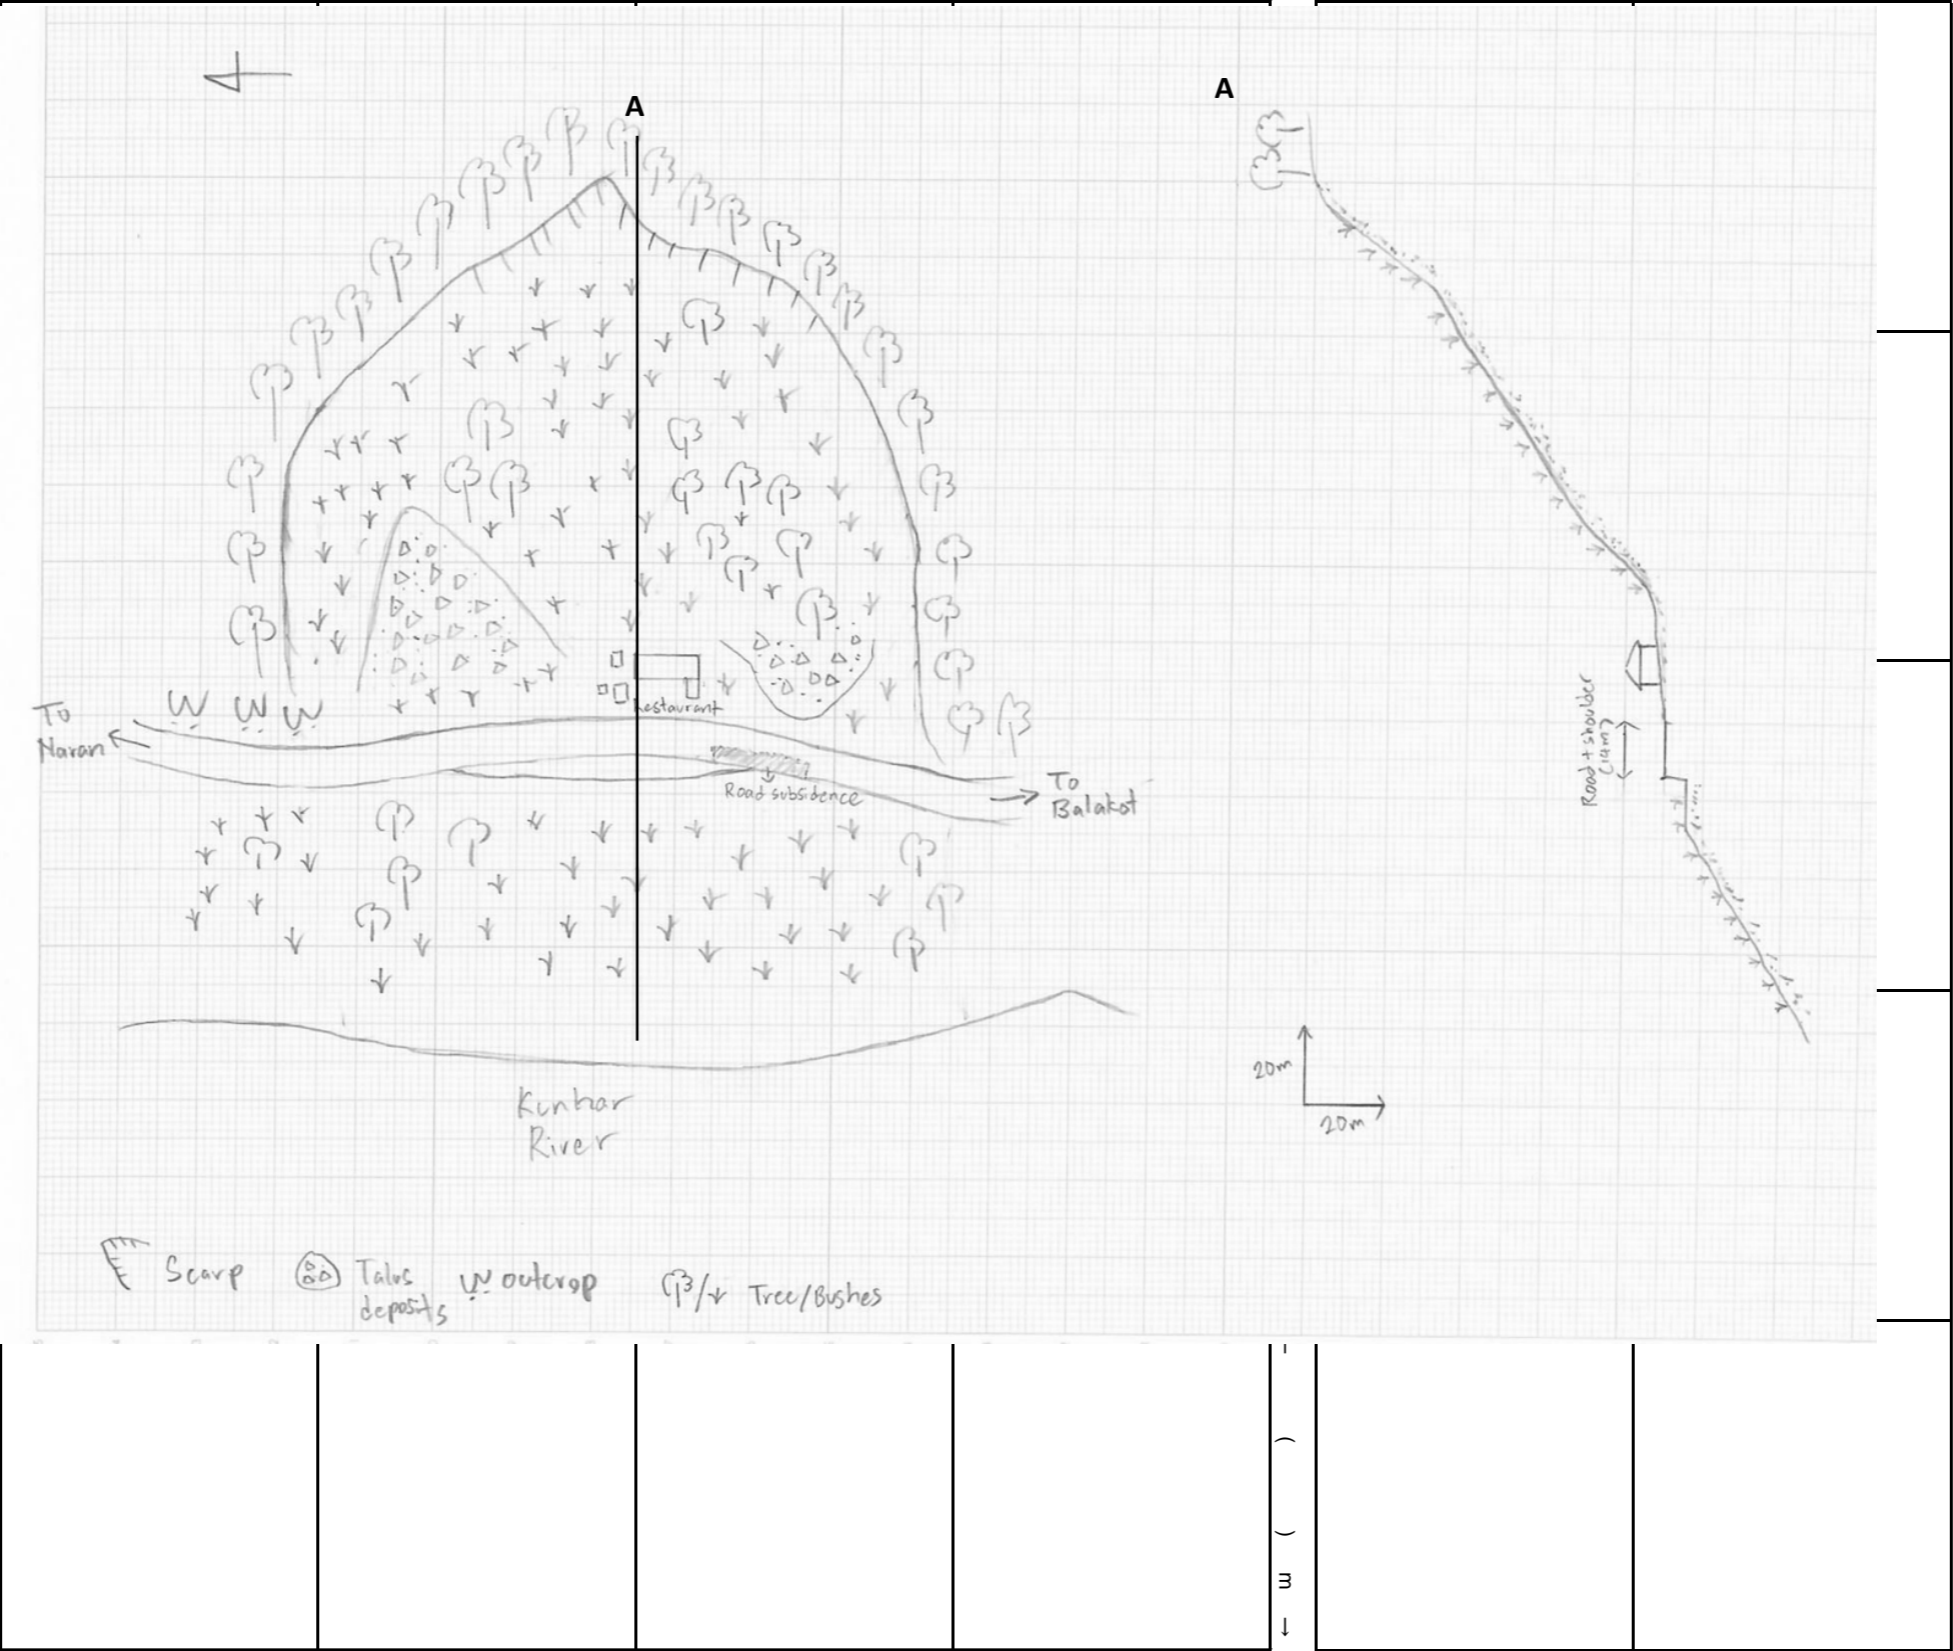 A
A
To
Naran
Restaurant
Road subsidence
To
Balakot
Road + shoulder
(14m)
Kunhar
River
20m
20m
Scarp
Talus
deposits
outcrop
Tree/Bushes
( ) m →